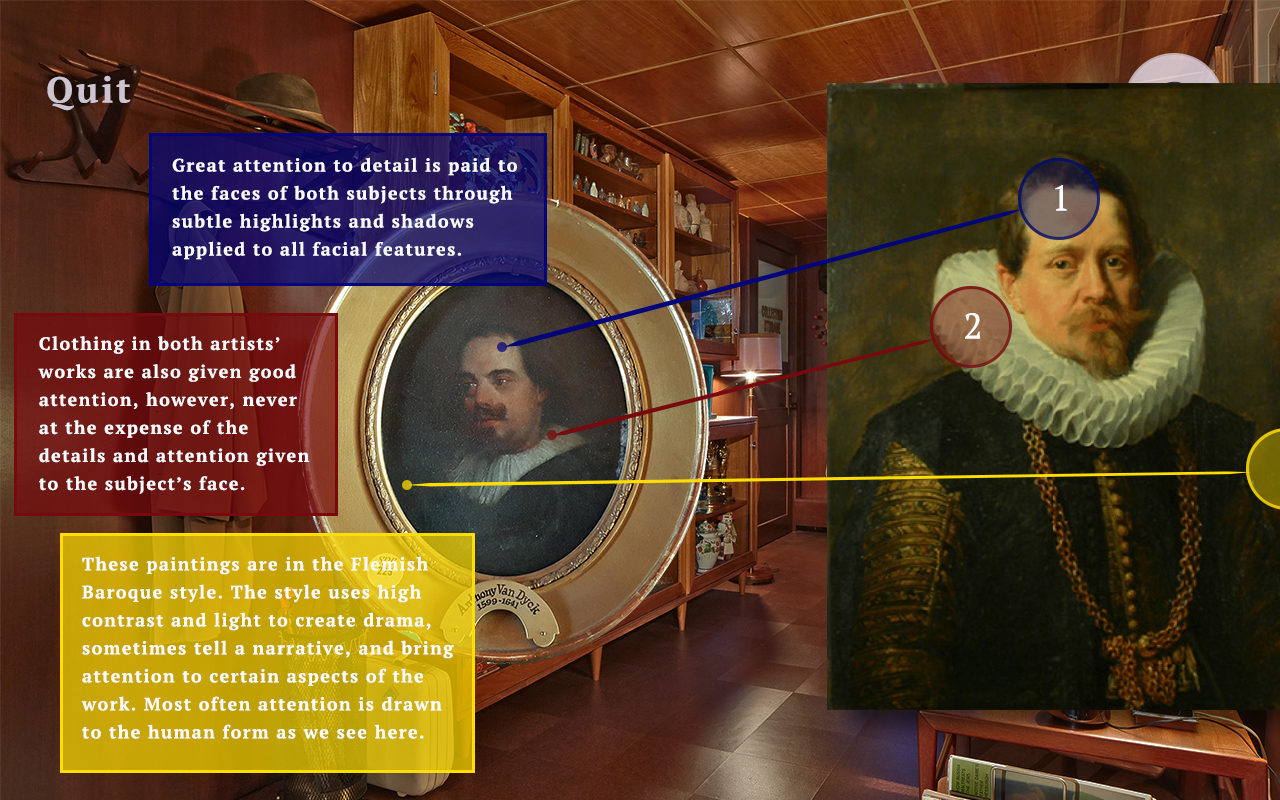 Quit
Great attention to detail is paid to
the faces of both subjects through
subtle highlights and shadows
applied to all facial features.
1
2
Clothing in both artists’
works are also given good
attention, however, never
at the expense of the
details and attention given
to the subject’s face.
These paintings are in the Flemish
Baroque style. The style uses high
contrast and light to create drama,
sometimes tell a narrative, and bring
attention to certain aspects of the
work. Most often attention is drawn
to the human form as we see here.
Anthony Van Dyck
1599-1641
COLLECTION
STORAGE